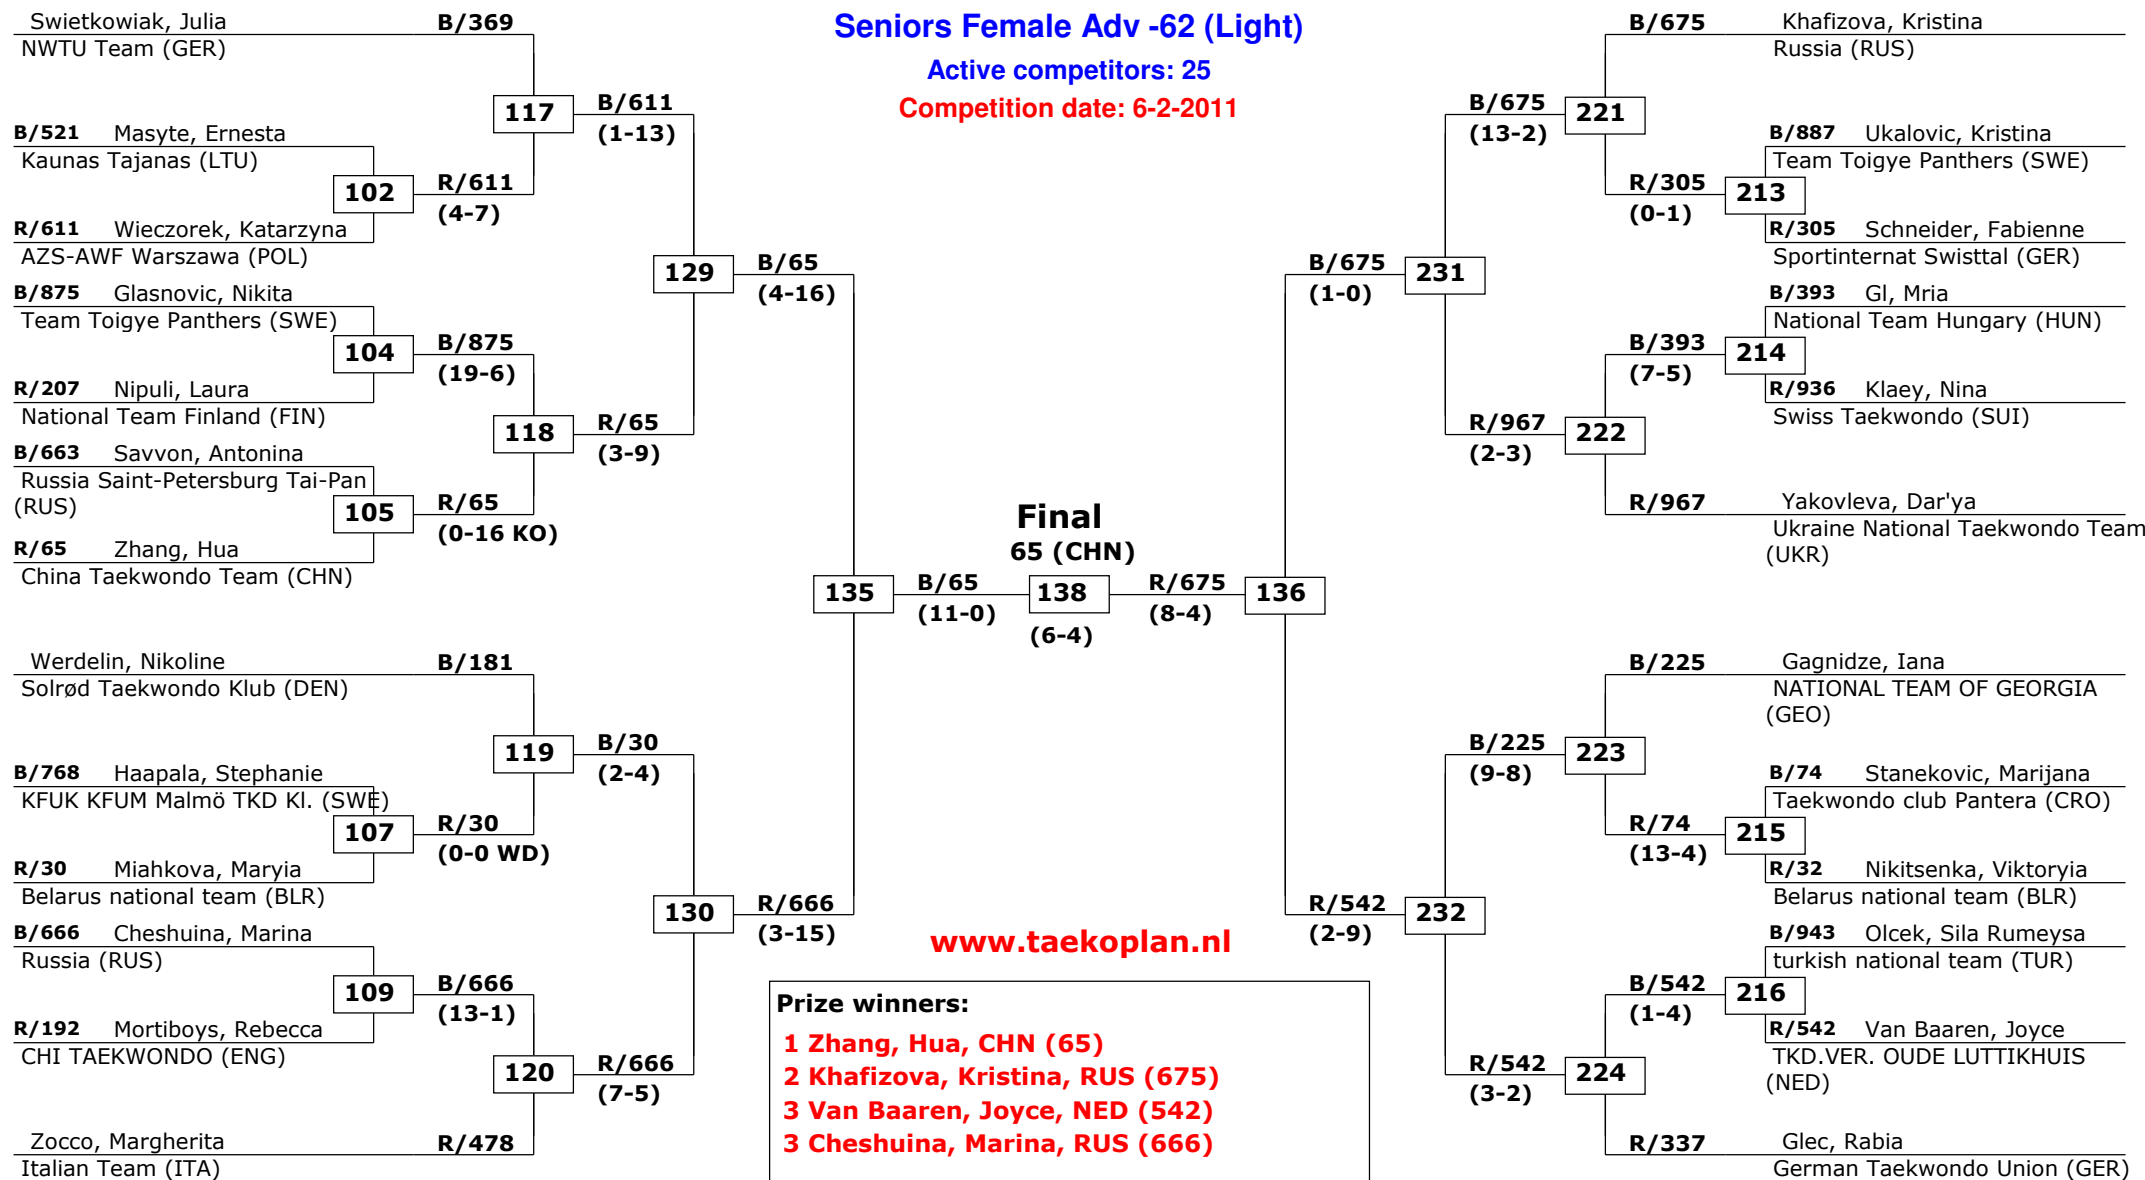 Seniors Female Adv -62 (Light)
Active competitors: 25
Competition date: 6-2-2011
Swietkowiak, Julia
B/369
NWTU Team (GER)
117
B/611
(1-13)
B/521 Masyte, Ernesta
Kaunas Tajanas (LTU)
102
R/611
(4-7)
R/611 Wieczorek, Katarzyna
AZS-AWF Warszawa (POL)
129
B/65
(4-16)
B/875 Glasnovic, Nikita
Team Toigye Panthers (SWE)
104
B/875
(19-6)
R/207 Nipuli, Laura
National Team Finland (FIN)
118
R/65
(3-9)
B/663 Savvon, Antonina
Russia Saint-Petersburg Tai-Pan
(RUS)
105
R/65
(0-16 KO)
R/65 Zhang, Hua
China Taekwondo Team (CHN)
135
B/65
(11-0)
Final
65 (CHN)
138
(6-4)
R/675
(8-4)
136
Werdelin, Nikoline
B/181
Solrød Taekwondo Klub (DEN)
119
B/30
(2-4)
B/768 Haapala, Stephanie
KFUK KFUM Malmö TKD Kl. (SWE)
107
R/30
(0-0 WD)
R/30 Miahkova, Maryia
Belarus national team (BLR)
130
R/666
(3-15)
B/666 Cheshuina, Marina
Russia (RUS)
109
B/666
(13-1)
R/192 Mortiboys, Rebecca
CHI TAEKWONDO (ENG)
120
R/666
(7-5)
Zocco, Margherita
R/478
Italian Team (ITA)
B/675
Khafizova, Kristina
Russia (RUS)
B/675
(13-2)
221
B/887 Ukalovic, Kristina
Team Toigye Panthers (SWE)
R/305
(0-1)
213
R/305 Schneider, Fabienne
Sportinternat Swisttal (GER)
B/675
(1-0)
231
B/393 Gl, Mria
National Team Hungary (HUN)
B/393
(7-5)
214
R/936 Klaey, Nina
Swiss Taekwondo (SUI)
R/967
(2-3)
222
R/967
Yakovleva, Dar'ya
Ukraine National Taekwondo Team
(UKR)
B/225
Gagnidze, Iana
NATIONAL TEAM OF GEORGIA
(GEO)
B/225
(9-8)
223
B/74 Stanekovic, Marijana
Taekwondo club Pantera (CRO)
R/74
(13-4)
215
R/32 Nikitsenka, Viktoryia
Belarus national team (BLR)
R/542
(2-9)
232
B/943 Olcek, Sila Rumeysa
turkish national team (TUR)
B/542
(1-4)
216
R/542 Van Baaren, Joyce
TKD.VER. OUDE LUTTIKHUIS
(NED)
R/542
(3-2)
224
R/337
Glec, Rabia
German Taekwondo Union (GER)
www.taekoplan.nl
Prize winners:
1 Zhang, Hua, CHN (65)
2 Khafizova, Kristina, RUS (675)
3 Van Baaren, Joyce, NED (542)
3 Cheshuina, Marina, RUS (666)